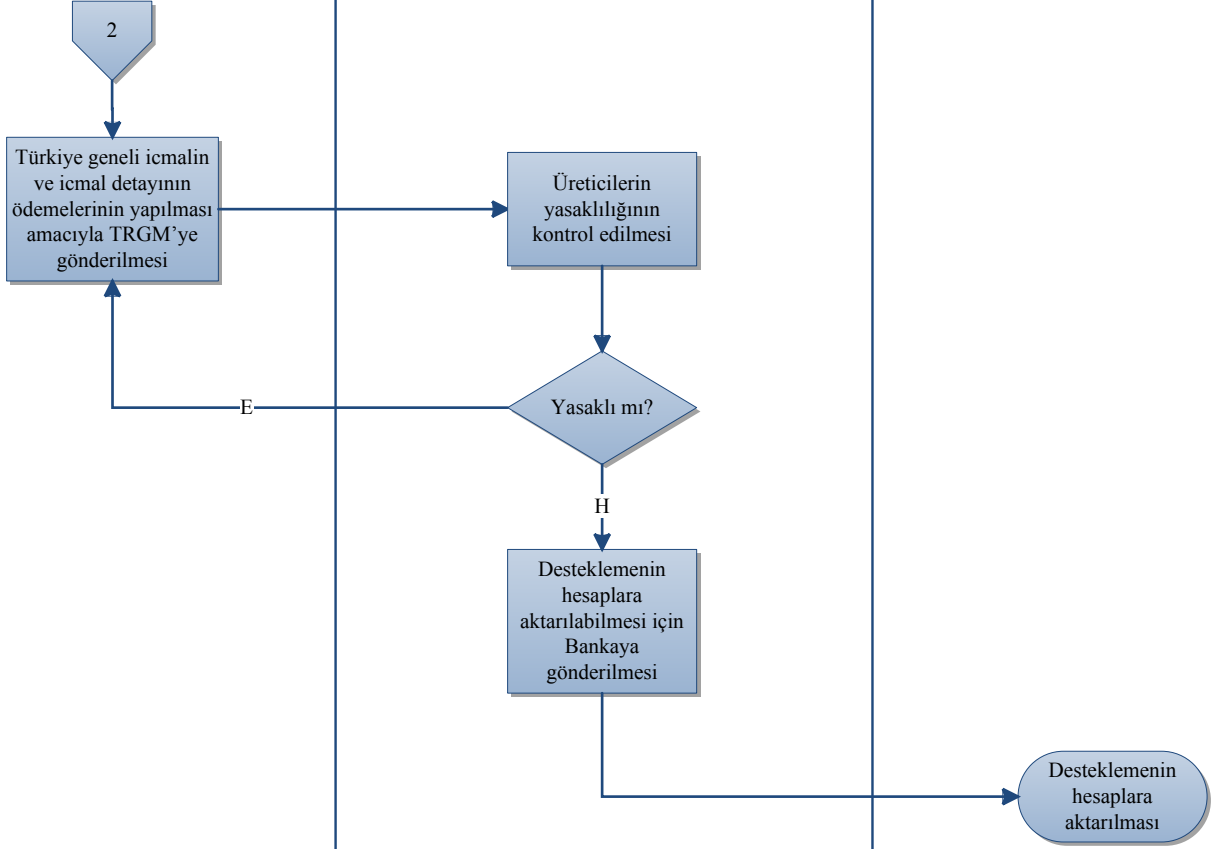 2
Türkiye geneli icmalin
ve icmal detayının
ödemelerinin yapılması
amacıyla TRGM’ye
gönderilmesi
Üreticilerin
yasaklılığının
kontrol edilmesi
Yasaklı mı?
E
H
Desteklemenin
hesaplara
aktarılabilmesi için
Bankaya
gönderilmesi
Desteklemenin
hesaplara
aktarılması